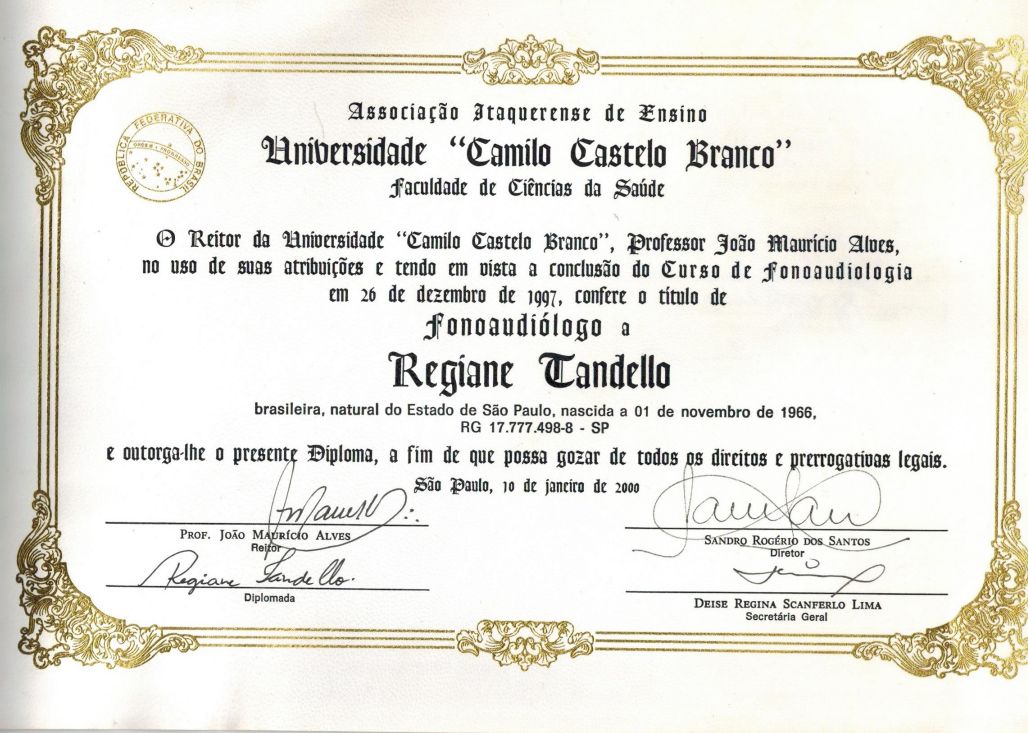 Associação Itaquerense de Ensino
Universidade “Camilo Castelo Branco”
Faculdade de Ciências da Saúde
REPÚBLICA FEDERATIVA DO BRASIL
ORDEM E PROGRESSO
O Reitor da Universidade “Camilo Castelo Branco”, Professor João Maurício Alves,
no uso de suas atribuições e tendo em vista a conclusão do Curso de Fonoaudiologia
em 26 de dezembro de 1997, confere o título de
Fonoaudiólogo a
Regiane Tandello
brasileira, natural do Estado de São Paulo, nascida a 01 de novembro de 1966,
RG 17.777.498-8 - SP
e outorga-lhe o presente Diploma, a fim de que possa gozar de todos os direitos e prerrogativas legais.
São Paulo, 10 de janeiro de 2000
PROF. JOÃO MAURÍCIO ALVES
Reitor
SANDRO ROGÉRIO DOS SANTOS
Diretor
Regiane Tandello
Diplomada
DEISE REGINA SCANFERLO LIMA
Secretária Geral